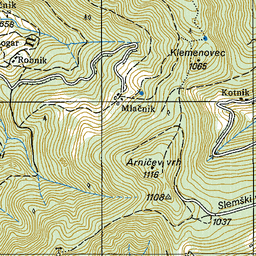 Klemenovec
1065
Robnik
Kotnik
Mlačnik
Arničev vrh
1116
1108
Slemški
1037